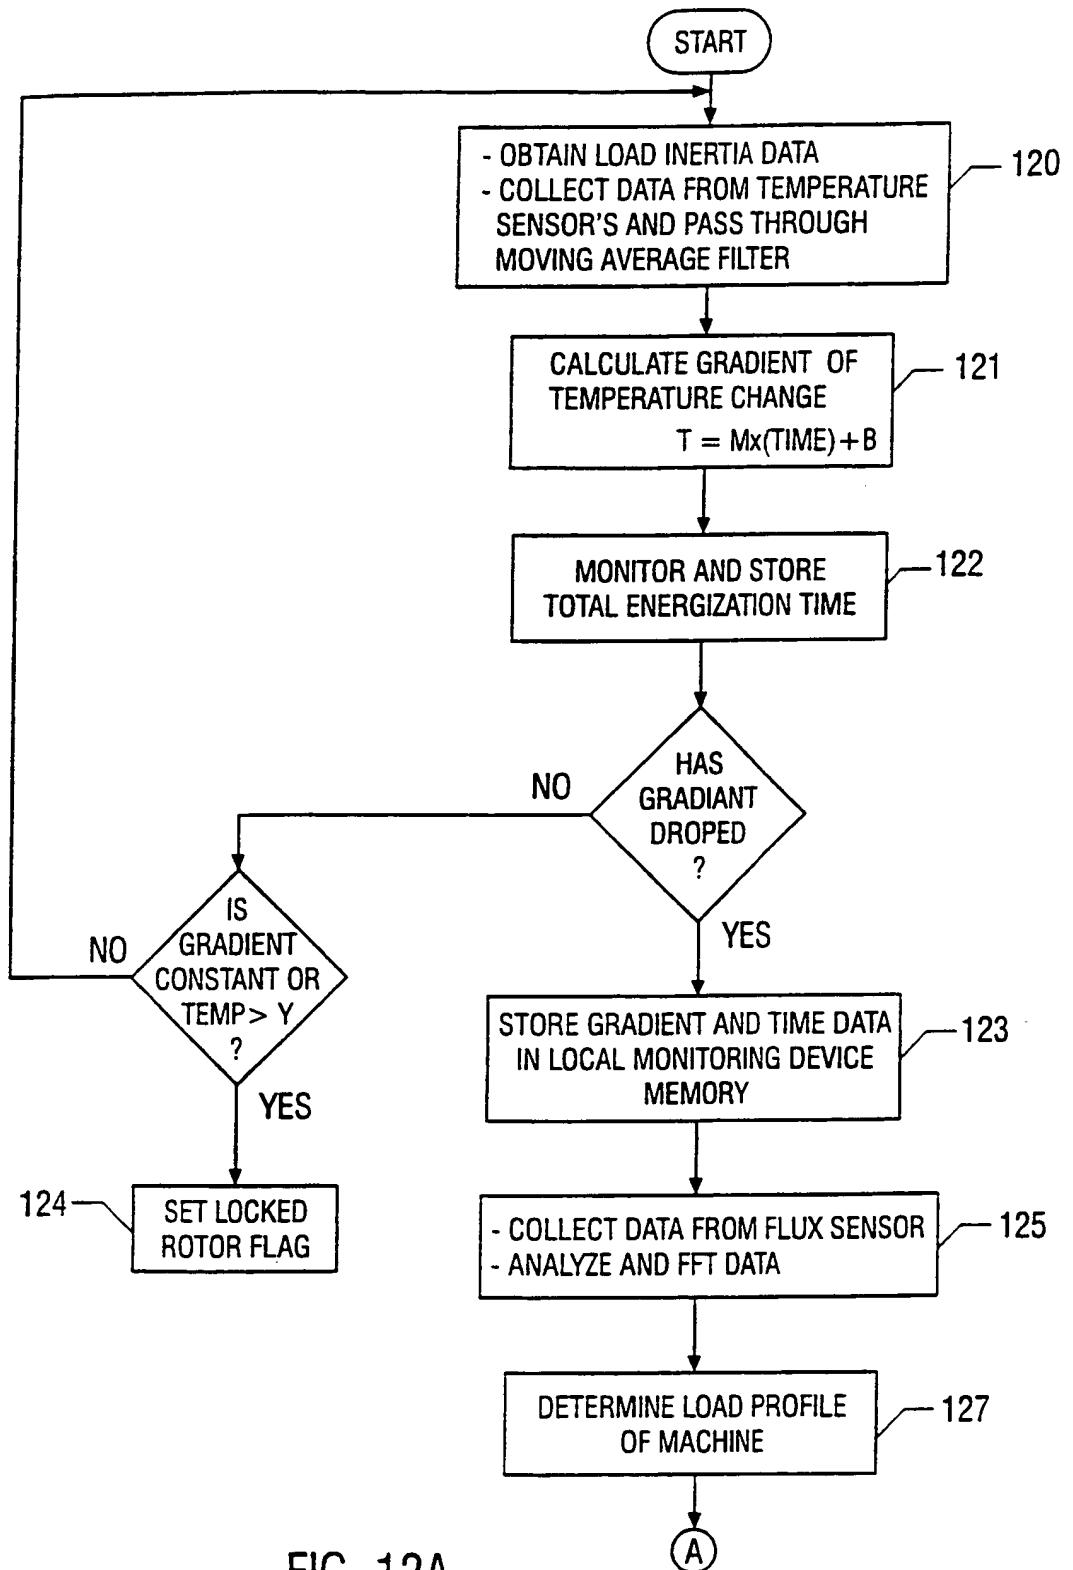 START
- OBTAIN LOAD INERTIA DATA
- COLLECT DATA FROM TEMPERATURE
SENSOR'S AND PASS THROUGH
MOVING AVERAGE FILTER
120
CALCULATE GRADIENT OF
TEMPERATURE CHANGE
T = Mx(TIME)+B
121
MONITOR AND STORE
TOTAL ENERGIZATION TIME
122
HAS
GRADIANT
DROPED
?
NO
YES
IS
GRADIENT
CONSTANT OR
TEMP> Y
?
NO
YES
STORE GRADIENT AND TIME DATA
IN LOCAL MONITORING DEVICE
MEMORY
123
124
SET LOCKED
ROTOR FLAG
- COLLECT DATA FROM FLUX SENSOR
- ANALYZE AND FFT DATA
125
DETERMINE LOAD PROFILE
OF MACHINE
127
A
FIG. 12A